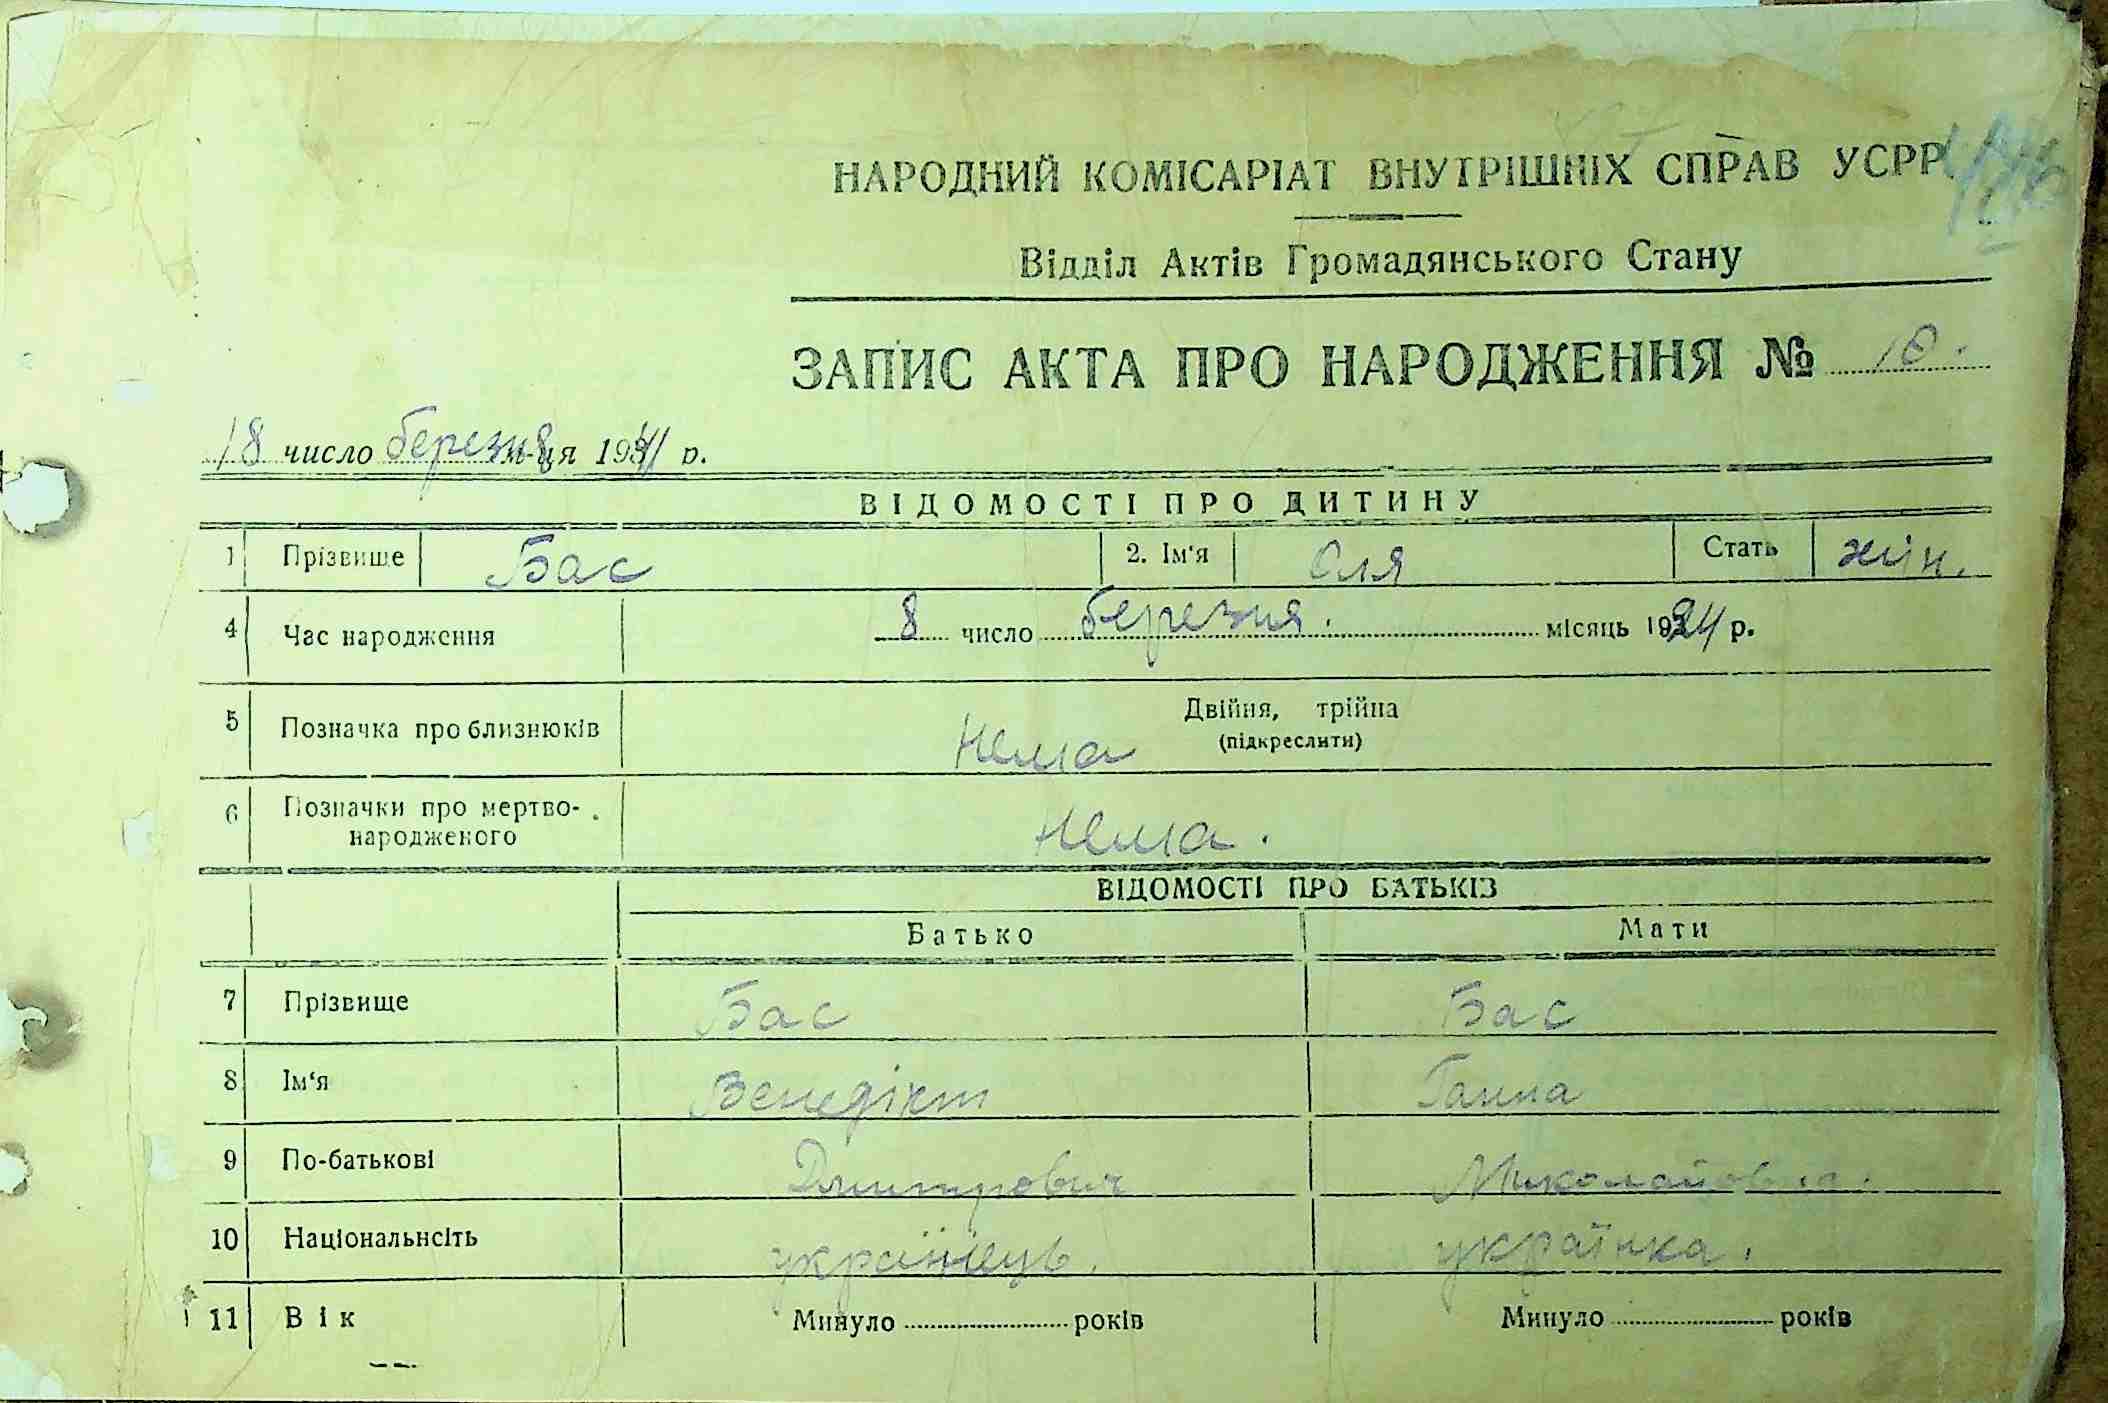 НАРОДНИЙ КОМІСАРІАТ ВНУТРІШНІХ СПРАВ УСРР
Відділ Актів Громадянського Стану
ЗАПИС АКТА ПРО НАРОДЖЕННЯ № 10.
18 число березня м-ця 1941 р.
ВІДОМОСТІ ПРО ДИТИНУ
1 Прізвище Бас 2. Ім'я Оля Стать жін.
4 Час народження 8 число березня. місяць 1924 р.
5 Позначка про близнюків Нема Двійня, трійна
(підкреслити)
6 Позначки про мертво-
народженого Нема.
ВІДОМОСТІ ПРО БАТЬКІВ
Батько Мати
7 Прізвище Бас Бас
8 Ім'я Венедікт Ганна
9 По-батькові Дмитрович Миколаївна.
10 Національнсіть українець. українка.
11 Вік Минуло років Минуло років